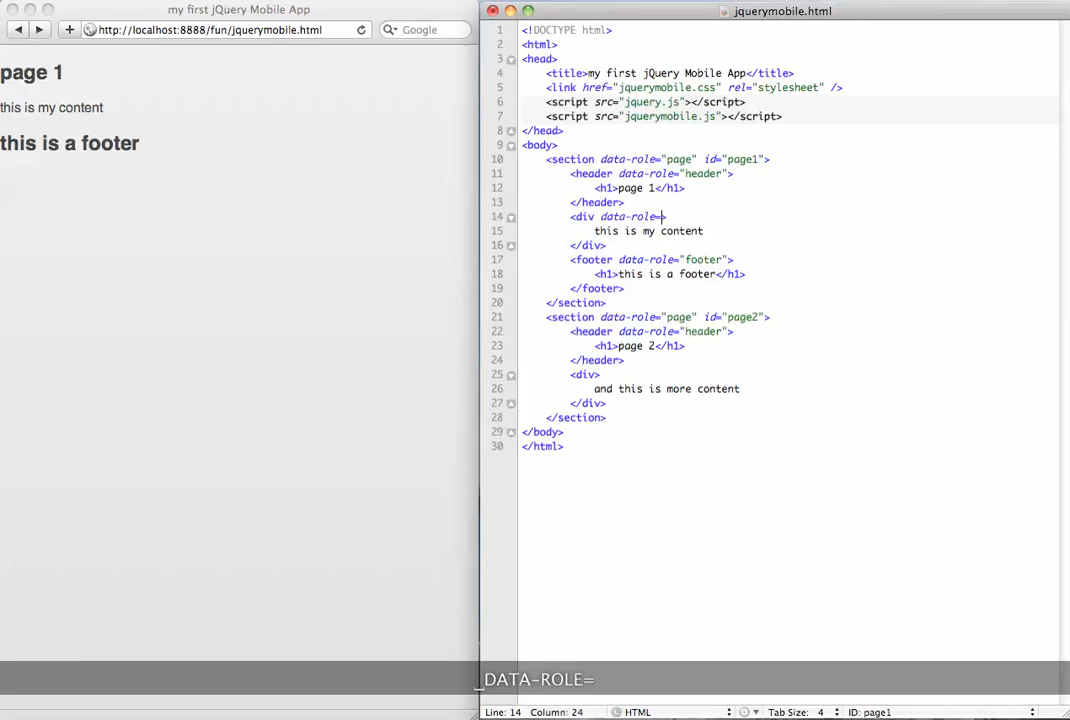 my first jQuery Mobile App
http://localhost:8888/fun/jquerymobile.html
Google
page 1
this is my content
this is a footer
jquerymobile.html
1 <!DOCTYPE html>
2 <html>
3 <head>
4 <title>my first jQuery Mobile App</title>
5 <link href="jquerymobile.css" rel="stylesheet" />
6 <script src="jquery.js"></script>
7 <script src="jquerymobile.js"></script>
8 </head>
9 <body>
10 <section data-role="page" id="page1">
11 <header data-role="header">
12 <h1>page 1</h1>
13 </header>
14 <div data-role=>
15 this is my content
16 </div>
17 <footer data-role="footer">
18 <h1>this is a footer</h1>
19 </footer>
20 </section>
21 <section data-role="page" id="page2">
22 <header data-role="header">
23 <h1>page 2</h1>
24 </header>
25 <div>
26 and this is more content
27 </div>
28 </section>
29 </body>
30 </html>
_DATA-ROLE=
Line: 14 Column: 24 HTML Tab Size: 4 ID: page1